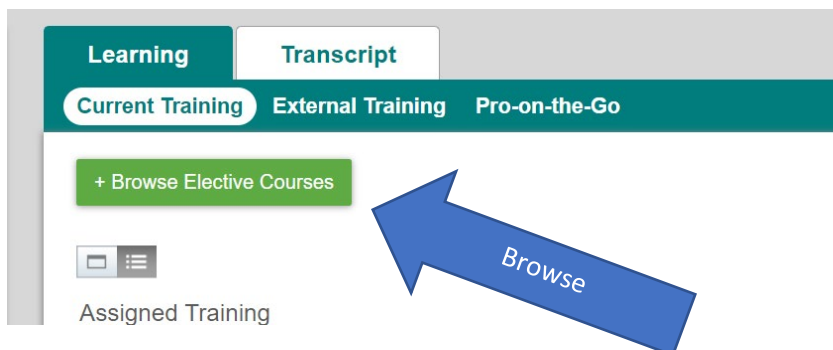 Learning Transcript
Current Training External Training Pro-on-the-Go
+ Browse Elective Courses
Browse
Assigned Training